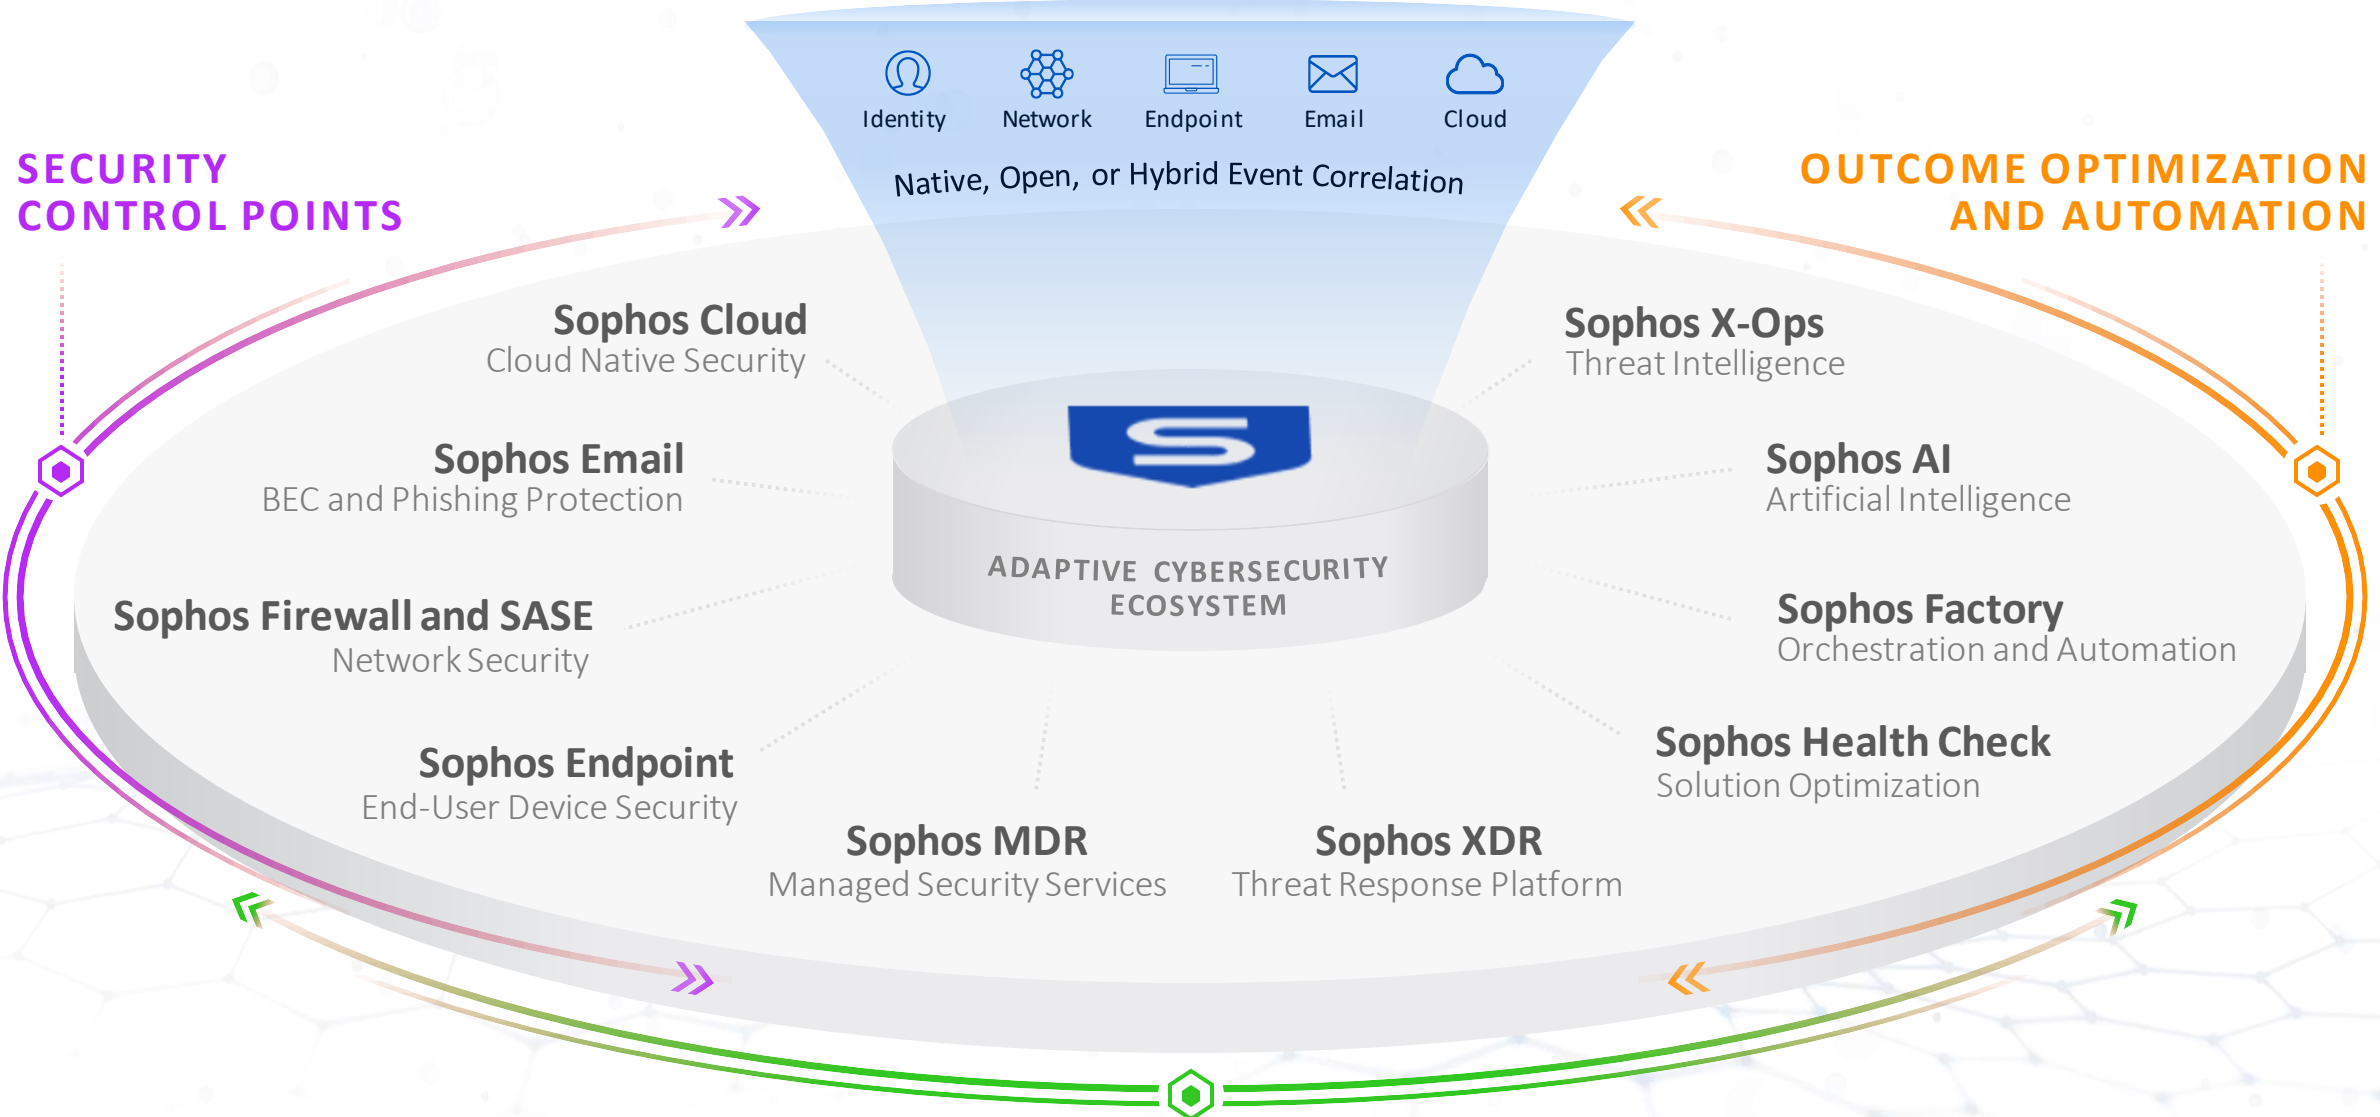 Identity
Network
Endpoint
Email
Cloud
Native, Open, or Hybrid Event Correlation
SECURITY
CONTROL POINTS
OUTCOME OPTIMIZATION
AND AUTOMATION
Sophos Cloud
Cloud Native Security
Sophos X-Ops
Threat Intelligence
Sophos Email
BEC and Phishing Protection
Sophos AI
Artificial Intelligence
S
ADAPTIVE CYBERSECURITY
ECOSYSTEM
Sophos Firewall and SASE
Network Security
Sophos Factory
Orchestration and Automation
Sophos Endpoint
End-User Device Security
Sophos Health Check
Solution Optimization
Sophos MDR
Managed Security Services
Sophos XDR
Threat Response Platform